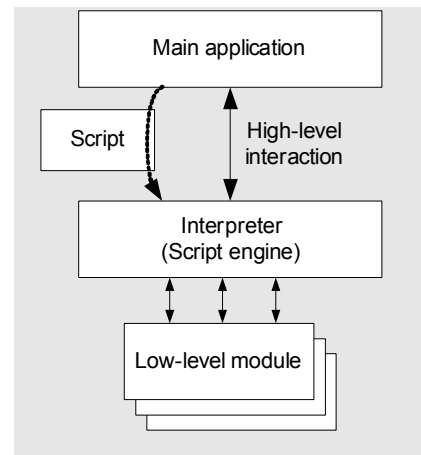 Main application
Script
High-level
interaction
Interpreter
(Script engine)
Low-level module